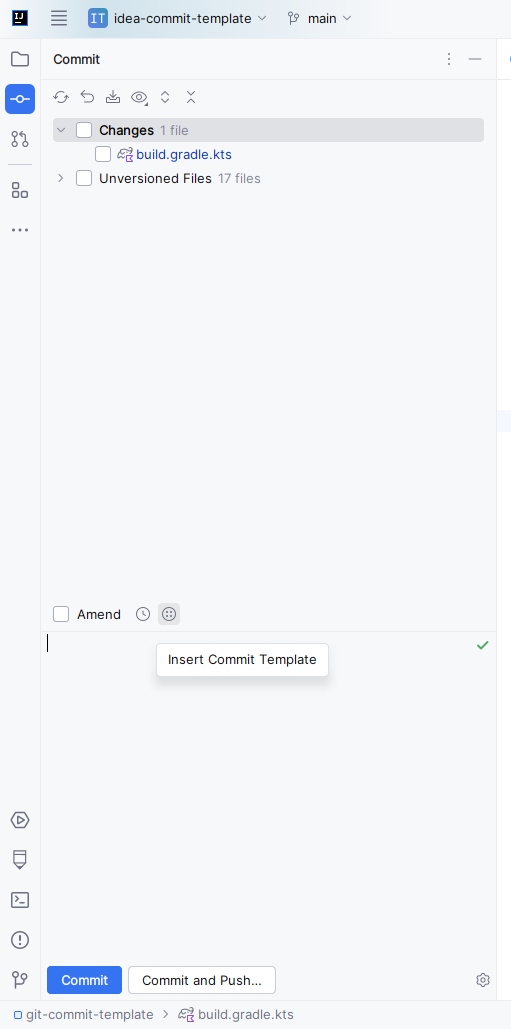 IJ
IT idea-commit-template main
Commit
Changes 1 file
build.gradle.kts
Unversioned Files 17 files
Amend
Insert Commit Template
Commit Commit and Push...
git-commit-template build.gradle.kts